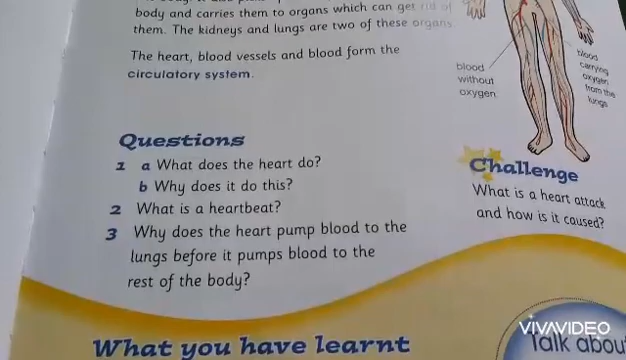 body and carries them to organs which can get rid of
them. The kidneys and lungs are two of these organs.
The heart, blood vessels and blood form the
circulatory system.
blood
without
oxygen
blood
carrying
oxygen
from the
lungs
Questions
1 a What does the heart do?
b Why does it do this?
2 What is a heartbeat?
3 Why does the heart pump blood to the
lungs before it pumps blood to the
rest of the body?
Challenge
What is a heart attack
and how is it caused?
What you have learnt
Talk about
VIVAVIDEO